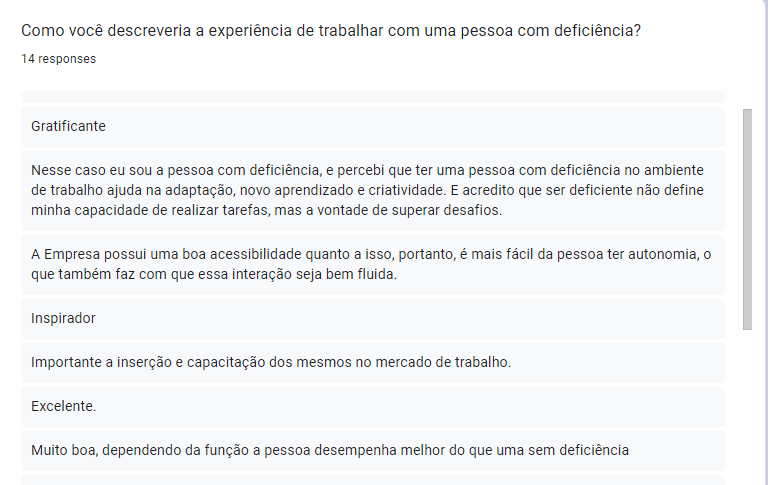 Como você descreveria a experiência de trabalhar com uma pessoa com deficiência?
14 responses
Gratificante
Nesse caso eu sou a pessoa com deficiência, e percebi que ter uma pessoa com deficiência no ambiente
de trabalho ajuda na adaptação, novo aprendizado e criatividade. E acredito que ser deficiente não define
minha capacidade de realizar tarefas, mas a vontade de superar desafios.
A Empresa possui uma boa acessibilidade quanto a isso, portanto, é mais fácil da pessoa ter autonomia, o
que também faz com que essa interação seja bem fluida.
Inspirador
Importante a inserção e capacitação dos mesmos no mercado de trabalho.
Excelente.
Muito boa, dependendo da função a pessoa desempenha melhor do que uma sem deficiência